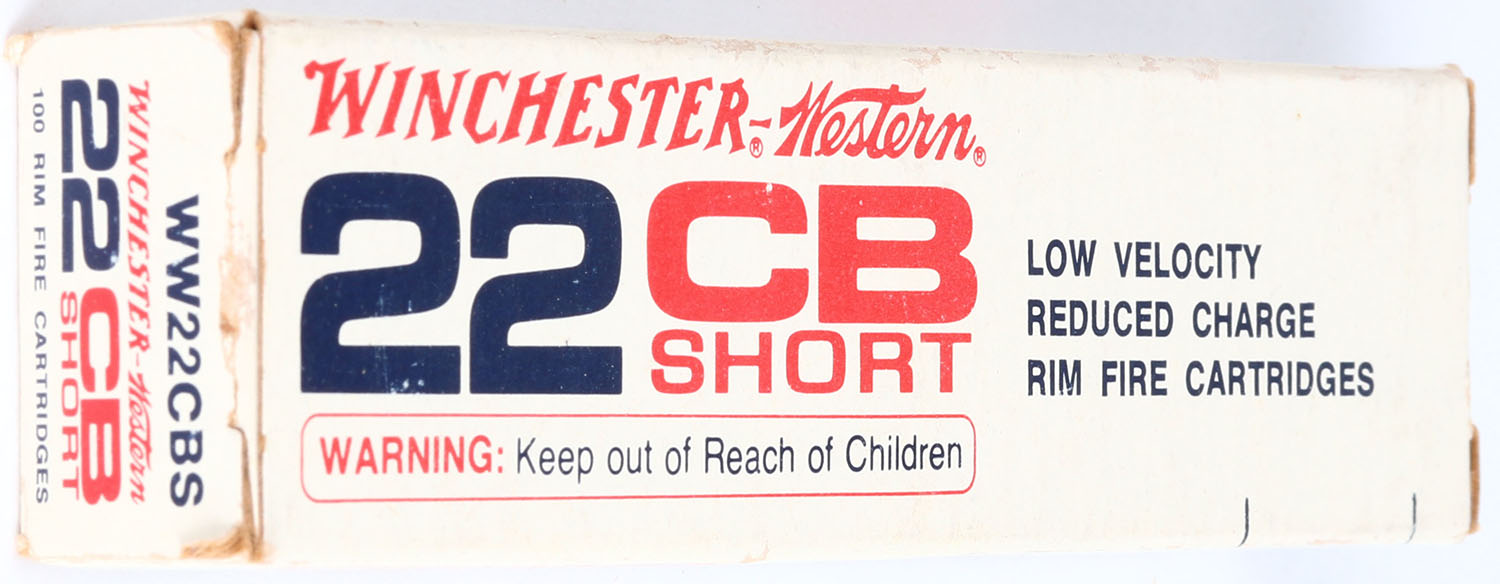 WINCHESTER®-Western®
22 CB
SHORT
WARNING: Keep out of Reach of Children
LOW VELOCITY
REDUCED CHARGE
RIM FIRE CARTRIDGES
WW22CBS
WINCHESTER-Western
22 CB
SHORT
100 RIM FIRE CARTRIDGES